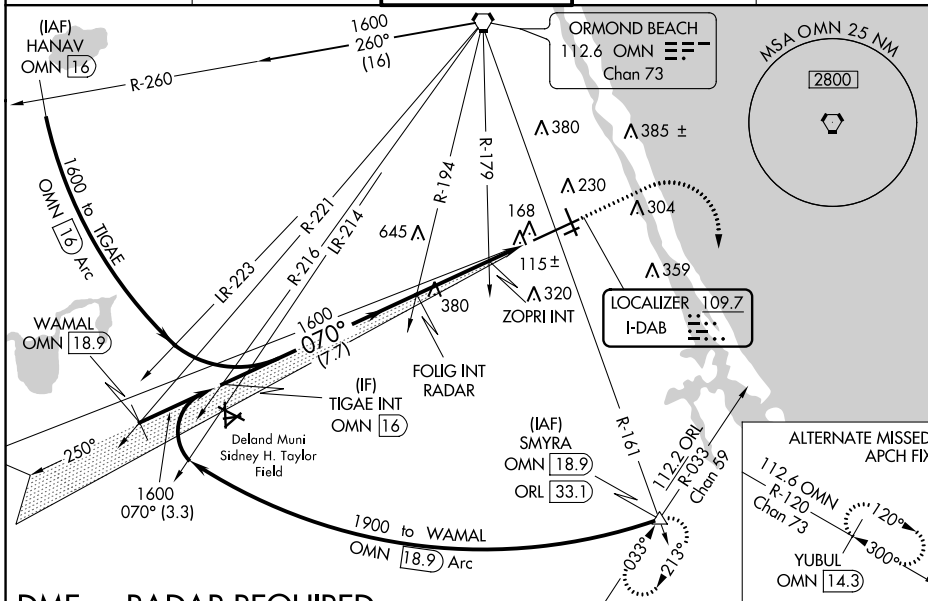 (IAF)
HANAV
OMN 16
1600
260°
(16)
R-260
ORMOND BEACH
112.6 OMN
Chan 73
MSA OMN 25 NM
2800
380
385 ±
R-179
R-194
R-221
LR-223
R-216
LR-214
1600 to TIGAE
OMN 16 Arc
230
304
168
645
115 ±
359
320
380
ZOPRI INT
LOCALIZER 109.7
I-DAB
WAMAL
OMN 18.9
1600
070°
(7.7)
FOLIG INT
RADAR
(IF)
TIGAE INT
OMN 16
Deland Muni
Sidney H. Taylor
Field
250°
1600
070° (3.3)
(IAF)
SMYRA
OMN 18.9
ORL 33.1
R-161
112.2 ORL
R-033
Chan 59
1900 to WAMAL
OMN 18.9 Arc
033°
213°
ALTERNATE MISSED
APCH FIX
112.6 OMN
R-120
Chan 73
120°
300°
YUBUL
OMN 14.3
RADAR REQUIRED